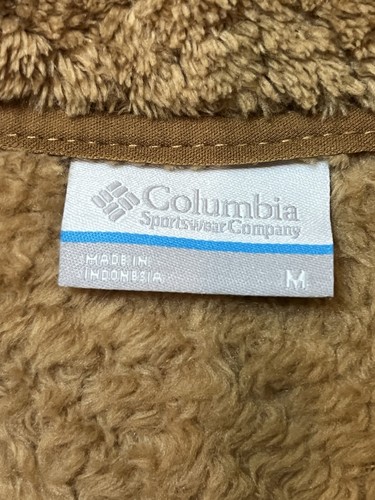 Columbia
Sportswear Company
MADE IN
INDONESIA
M